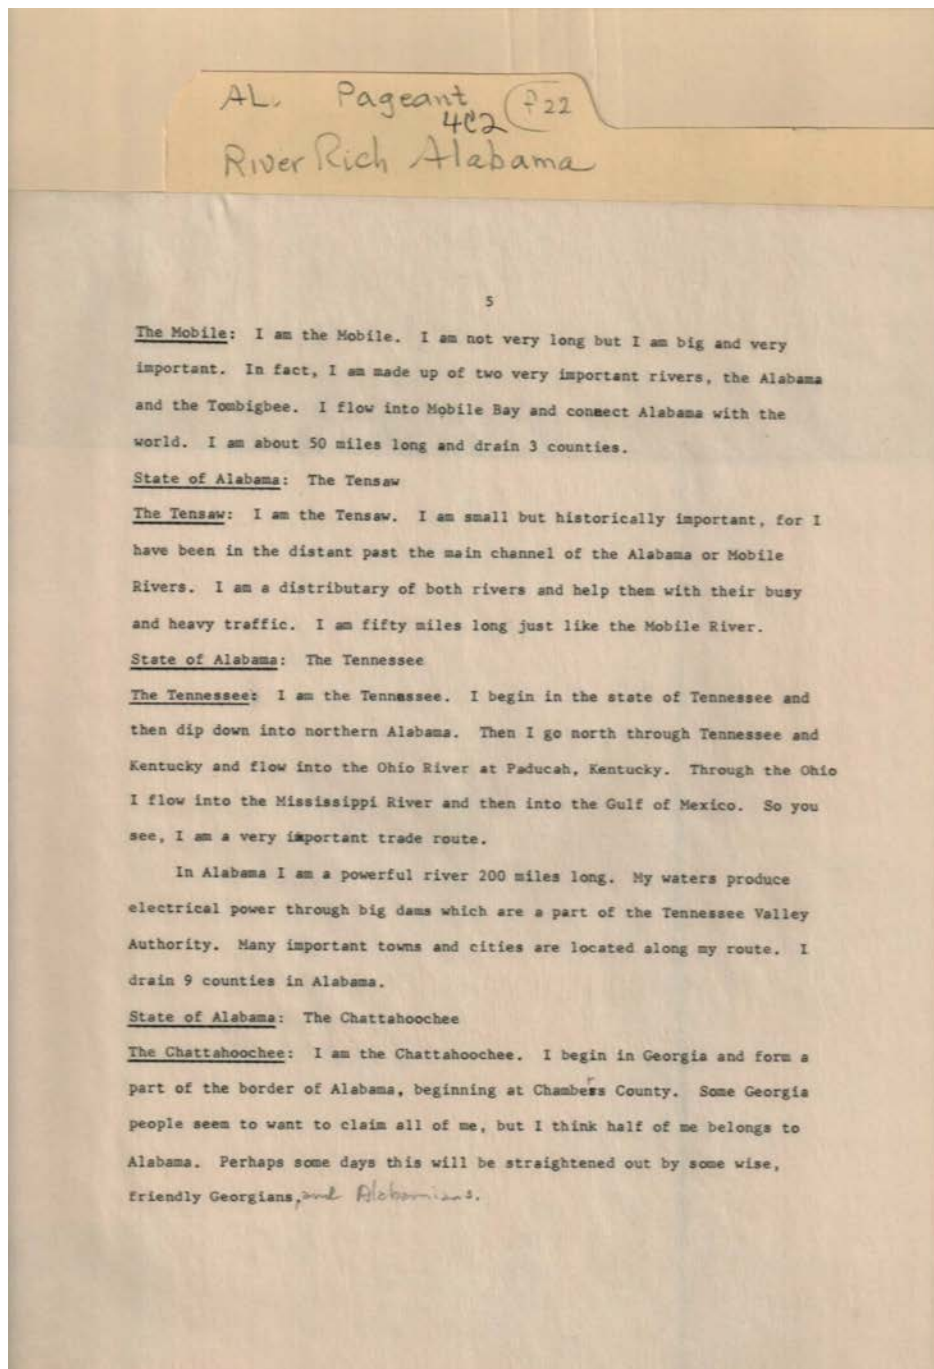 AL. Pageant P22
4C2
River Rich Alabama
5
The Mobile: I am the Mobile. I am not very long but I am big and very
important. In fact, I am made up of two very important rivers, the Alabama
and the Tombigbee. I flow into Mobile Bay and connect Alabama with the
world. I am about 50 miles long and drain 3 counties.
State of Alabama: The Tensaw
The Tensaw: I am the Tensaw. I am small but historically important, for I
have been in the distant past the main channel of the Alabama or Mobile
Rivers. I am a distributary of both rivers and help them with their busy
and heavy traffic. I am fifty miles long just like the Mobile River.
State of Alabama: The Tennessee
The Tennessee: I am the Tennessee. I begin in the state of Tennessee and
then dip down into northern Alabama. Then I go north through Tennessee and
Kentucky and flow into the Ohio River at Paducah, Kentucky. Through the Ohio
I flow into the Mississippi River and then into the Gulf of Mexico. So you
see, I am a very important trade route.
In Alabama I am a powerful river 200 miles long. My waters produce
electrical power through big dams which are a part of the Tennessee Valley
Authority. Many important towns and cities are located along my route. I
drain 9 counties in Alabama.
State of Alabama: The Chattahoochee
The Chattahoochee: I am the Chattahoochee. I begin in Georgia and form a
part of the border of Alabama, beginning at Chambers County. Some Georgia
people seem to want to claim all of me, but I think half of me belongs to
Alabama. Perhaps some days this will be straightened out by some wise,
friendly Georgians, and Alabamians.